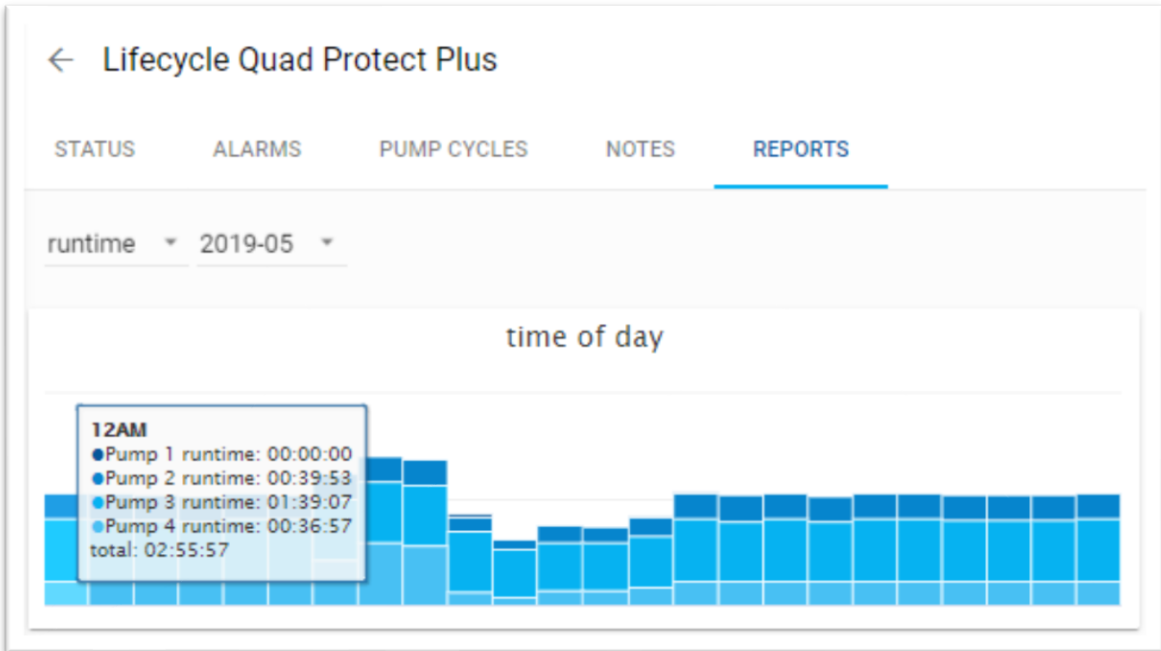 Lifecycle Quad Protect Plus
STATUS ALARMS PUMP CYCLES NOTES REPORTS
runtime 2019-05
time of day
12AM
Pump 1 runtime: 00:00:00
Pump 2 runtime: 00:39:53
Pump 3 runtime: 01:39:07
Pump 4 runtime: 00:36:57
total: 02:55:57